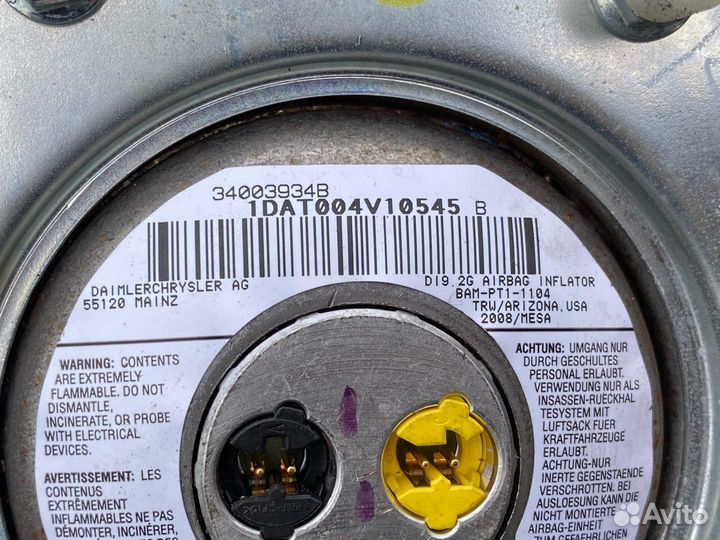 34003934B
1DAT004V10545 B
DAIMLERCHRYSLER AG
55120 MAINZ
DI9.2G AIRBAG INFLATOR
BAM-PT1-1104
TRW/ARIZONA,USA
2008/MESA
WARNING: CONTENTS
ARE EXTREMELY
FLAMMABLE. DO NOT
DISMANTLE,
INCINERATE, OR PROBE
WITH ELECTRICAL
DEVICES.
AVERTISSEMENT: LES
CONTENUS
EXTRÊMEMENT
INFLAMMABLES NE PAS
DÉMONTER, INCINÉRER,
ACHTUNG: UMGANG NUR
DURCH GESCHULTES
PERSONAL ERLAUBT.
VERWENDUNG NUR ALS
INSASSEN-RUECKHAL
TESYSTEM MIT
LUFTSACK FUER
KRAFTFAHRZEUGE
ERLAUBT.
ACHTUNG-NUR
INERTE GEGENSTAENDE
VERSCHROTTEN. BEI
AUSLOESUNG KANN DIE
NICHT MONTIERTE
AIRBAG-EINHEIT
ZUM GEFAEHRLICHEN
Avito